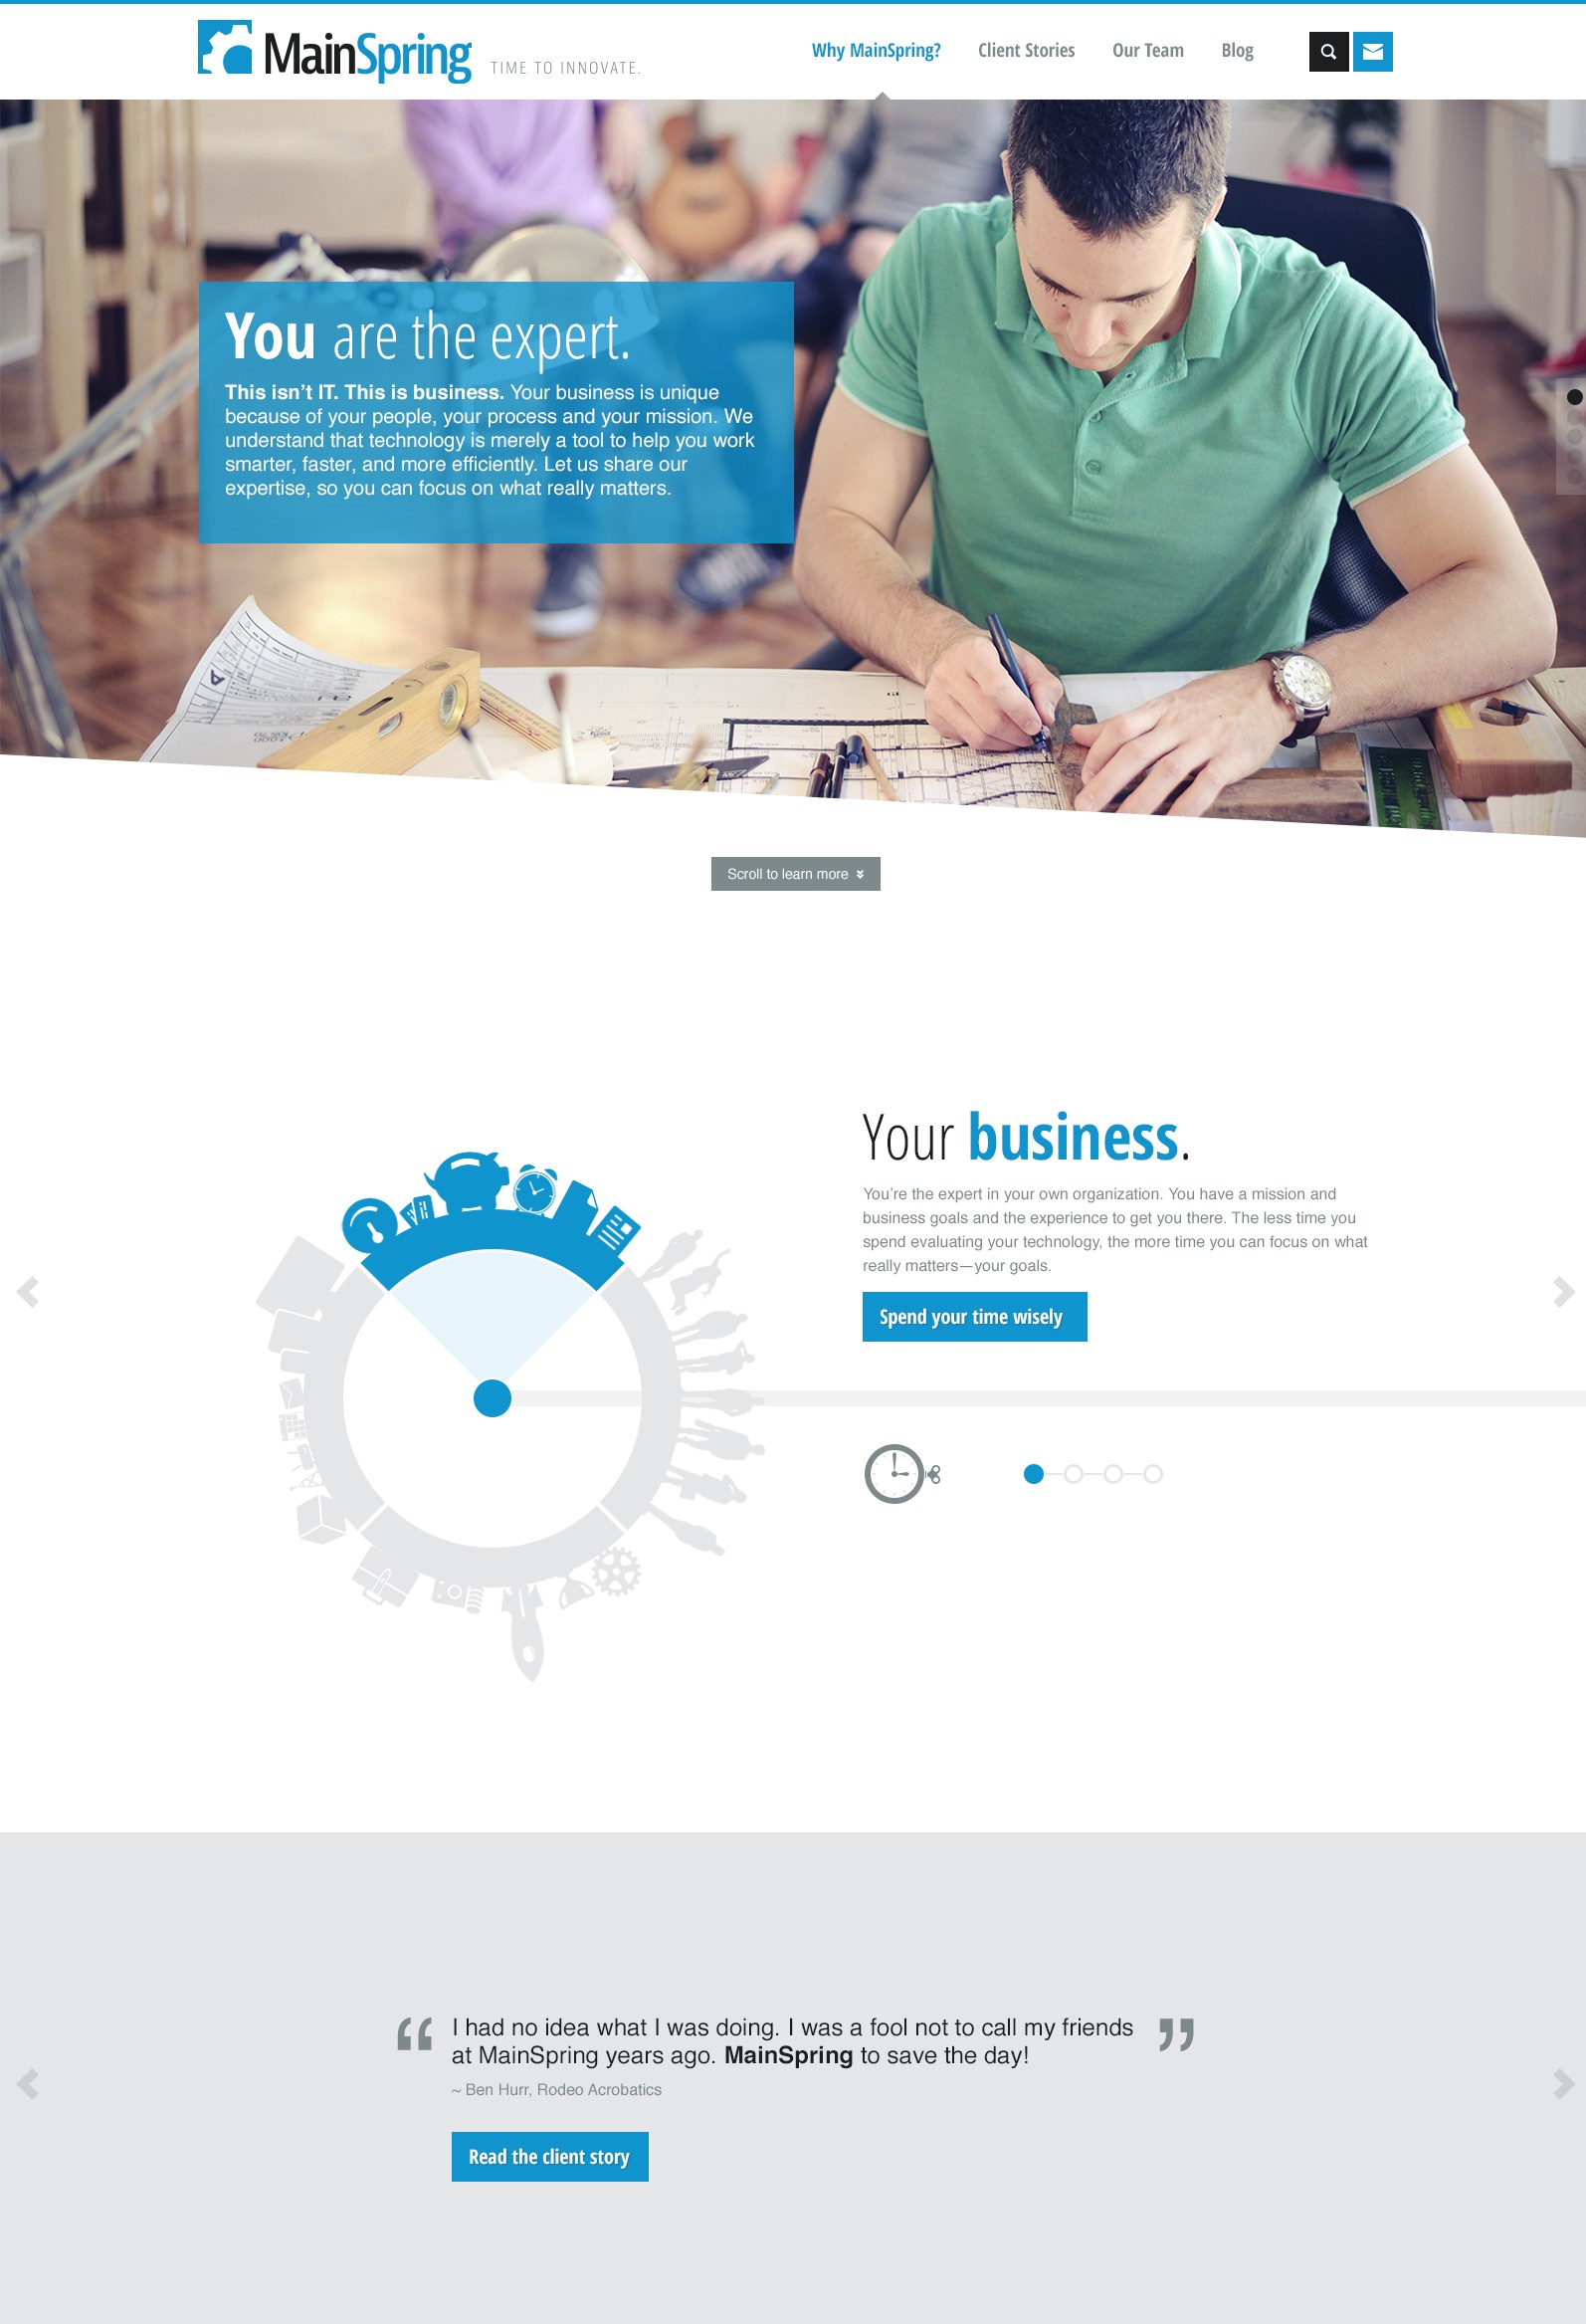 MainSpring TIME TO INNOVATE.
Why MainSpring? Client Stories Our Team Blog
You are the expert.
This isn’t IT. This is business. Your business is unique
because of your people, your process and your mission. We
understand that technology is merely a tool to help you work
smarter, faster, and more efficiently. Let us share our
expertise, so you can focus on what really matters.
A
Scroll to learn more
Your business.
You’re the expert in your own organization. You have a mission and
business goals and the experience to get you there. The less time you
spend evaluating your technology, the more time you can focus on what
really matters—your goals.
Spend your time wisely
“ I had no idea what I was doing. I was a fool not to call my friends ”
at MainSpring years ago. MainSpring to save the day!
~ Ben Hurr, Rodeo Acrobatics
Read the client story